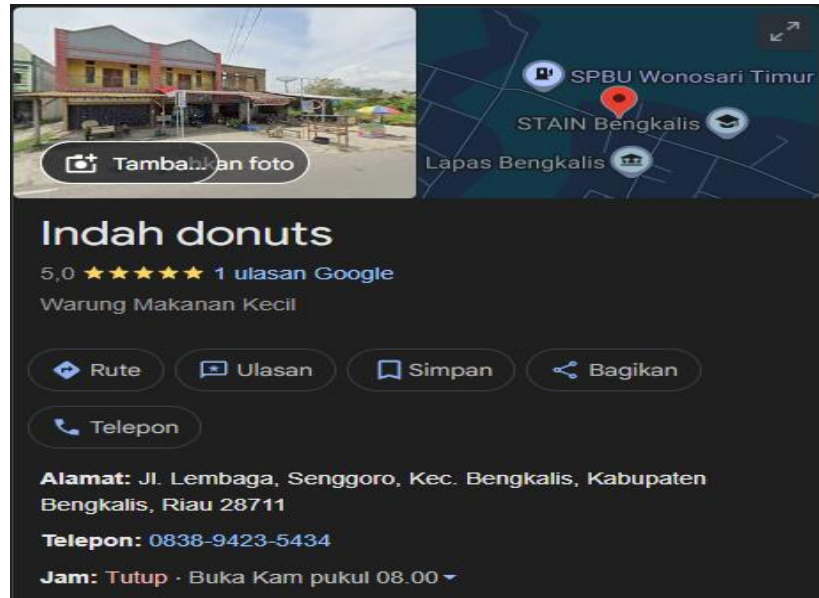 Tamba... kan foto
SPBU Wonosari Timur
STAIN Bengkalis
Lapas Bengkalis
Indah donuts
5,0 ★★★★★ 1 ulasan Google
Warung Makanan Kecil
Rute Ulasan Simpan Bagikan
Telepon
Alamat: Jl. Lembaga, Senggoro, Kec. Bengkalis, Kabupaten
Bengkalis, Riau 28711
Telepon: 0838-9423-5434
Jam: Tutup · Buka Kam pukul 08.00